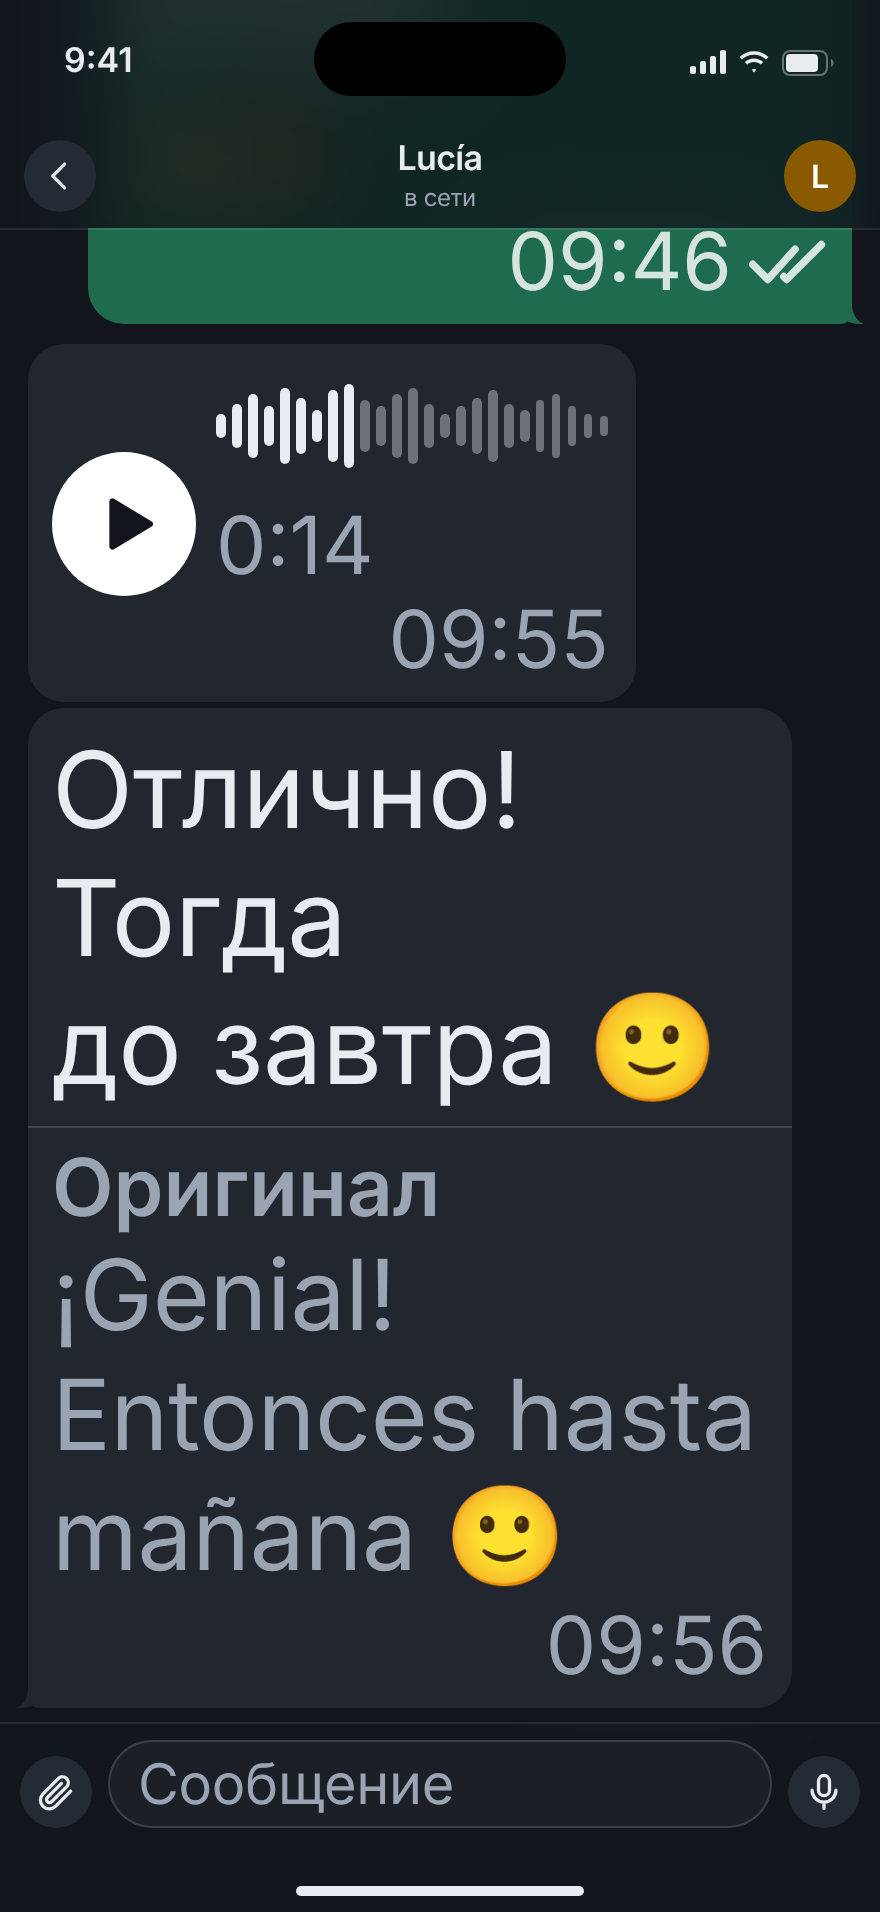 9:41
Lucía
в сети
L
09:46
0:14
09:55
Отлично!
Тогда
до завтра 🙂
Оригинал
¡Genial!
Entonces hasta
mañana 🙂
09:56
Сообщение